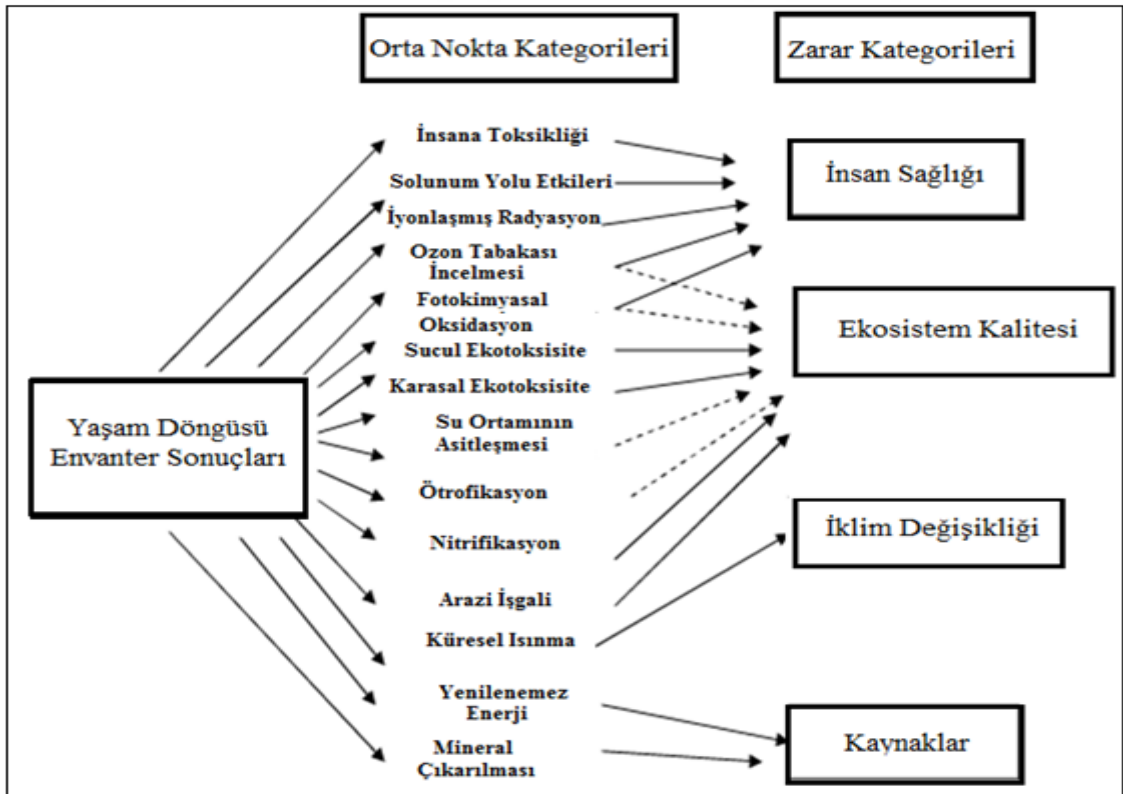 Orta Nokta Kategorileri
Zarar Kategorileri
İnsana Toksikliği
Solunum Yolu Etkileri
İyonlaşmış Radyasyon
Ozon Tabakası
İncelmesi
Fotokimyasal
Oksidasyon
Sucul Ekotoksisite
Karasal Ekotoksisite
Su Ortamının
Asitleşmesi
Ötrofikasyon
Nitrifikasyon
Arazi İşgali
Küresel Isınma
Yenilenemez
Enerji
Mineral
Çıkarılması
Yaşam Döngüsü
Envanter Sonuçları
İnsan Sağlığı
Ekosistem Kalitesi
İklim Değişikliği
Kaynaklar